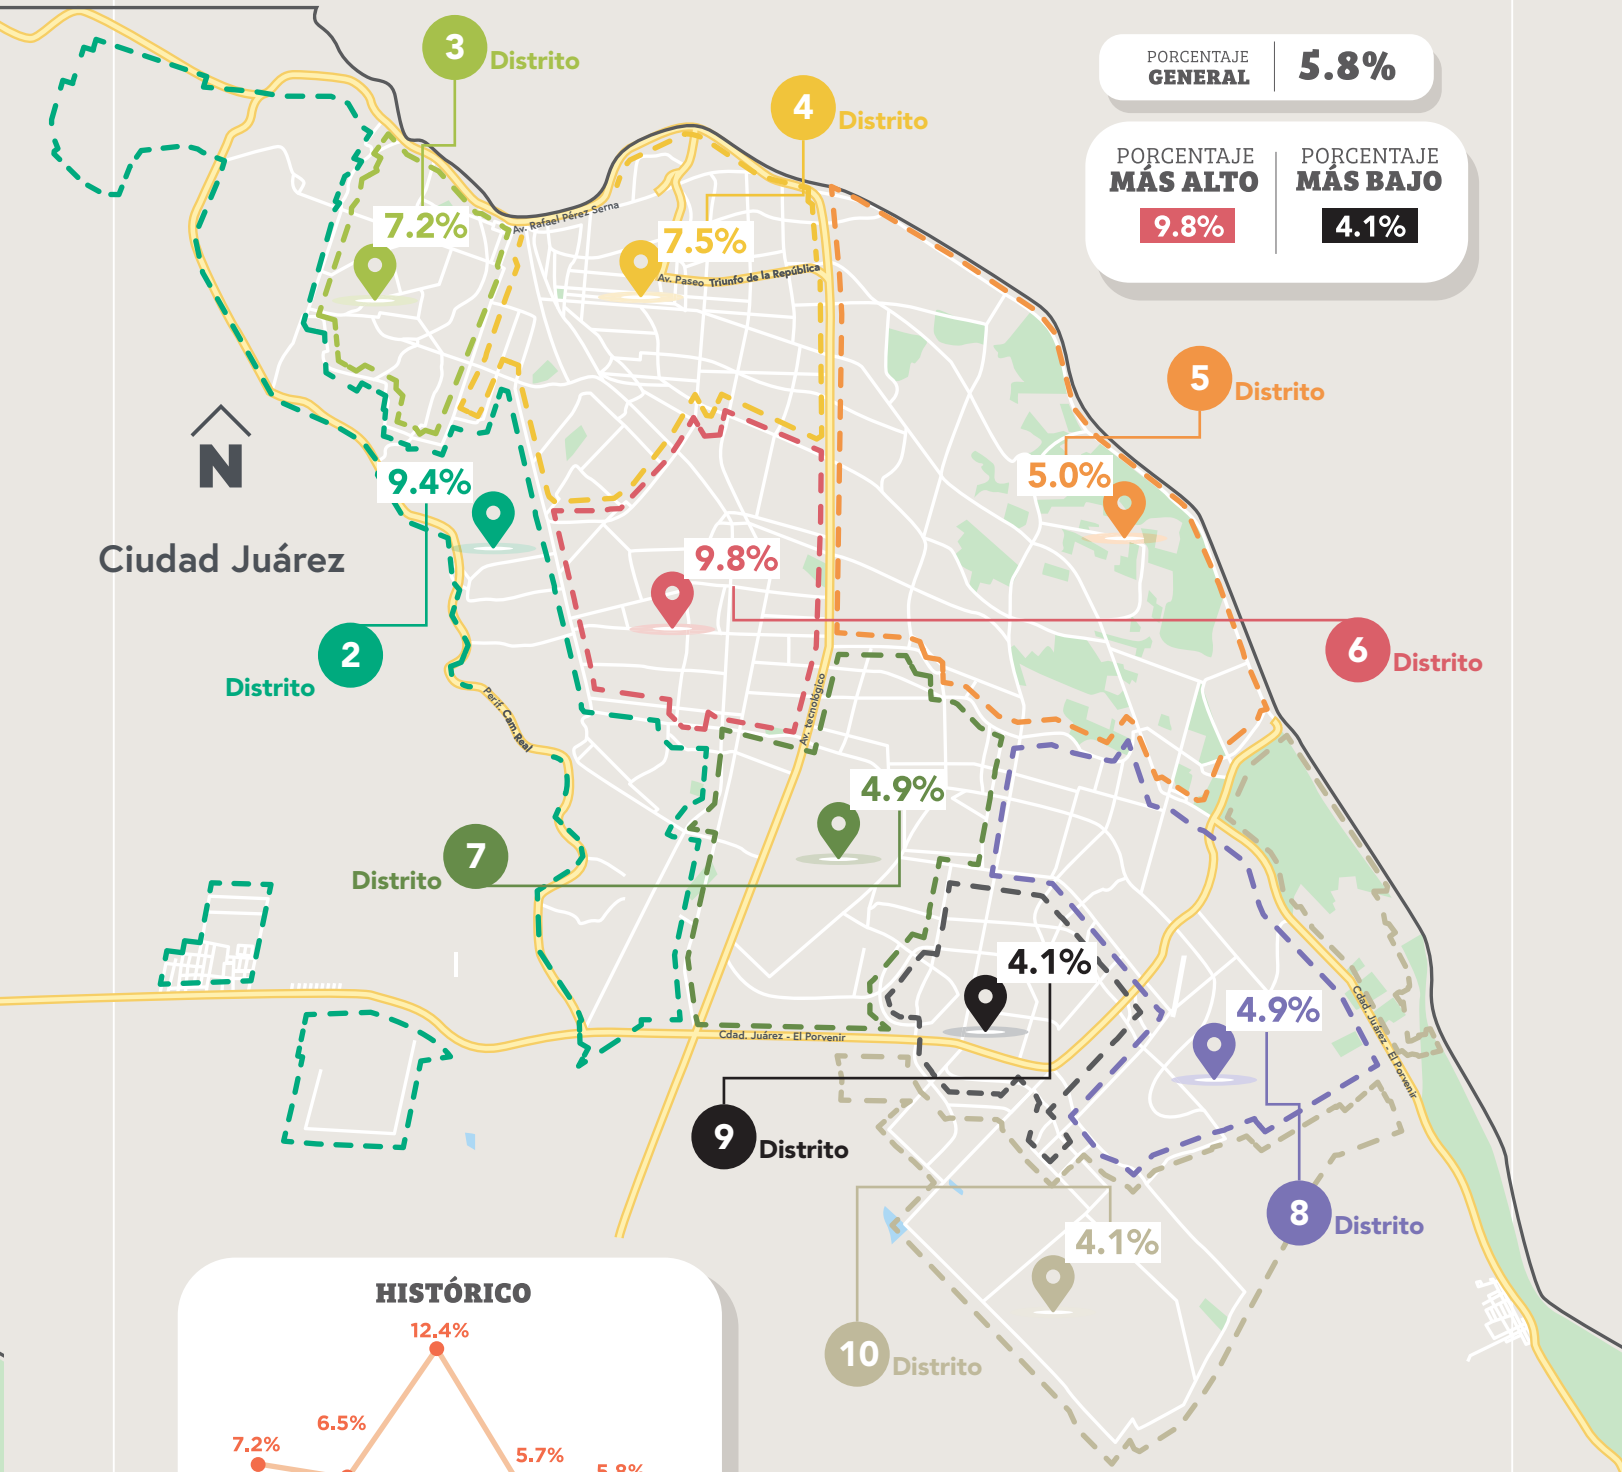 3
Distrito
4
Distrito
PORCENTAJE
GENERAL
5.8%
PORCENTAJE
MÁS ALTO
9.8%
PORCENTAJE
MÁS BAJO
4.1%
7.2%
Av. Rafael Pérez Serna
7.5%
Av. Paseo Triunfo de la República
5
Distrito
5.0%
N
Ciudad Juárez
9.4%
9.8%
2
Distrito
6
Distrito
Perif. Cam. Real
Av. tecnológico
4.9%
7
Distrito
4.1%
4.9%
Cdad. Juárez - El Porvenir
Cdad. Juárez - El Porvenir
9
Distrito
8
Distrito
4.1%
10
Distrito
HISTÓRICO
12.4%
6.5%
7.2%
5.7%
5.8%